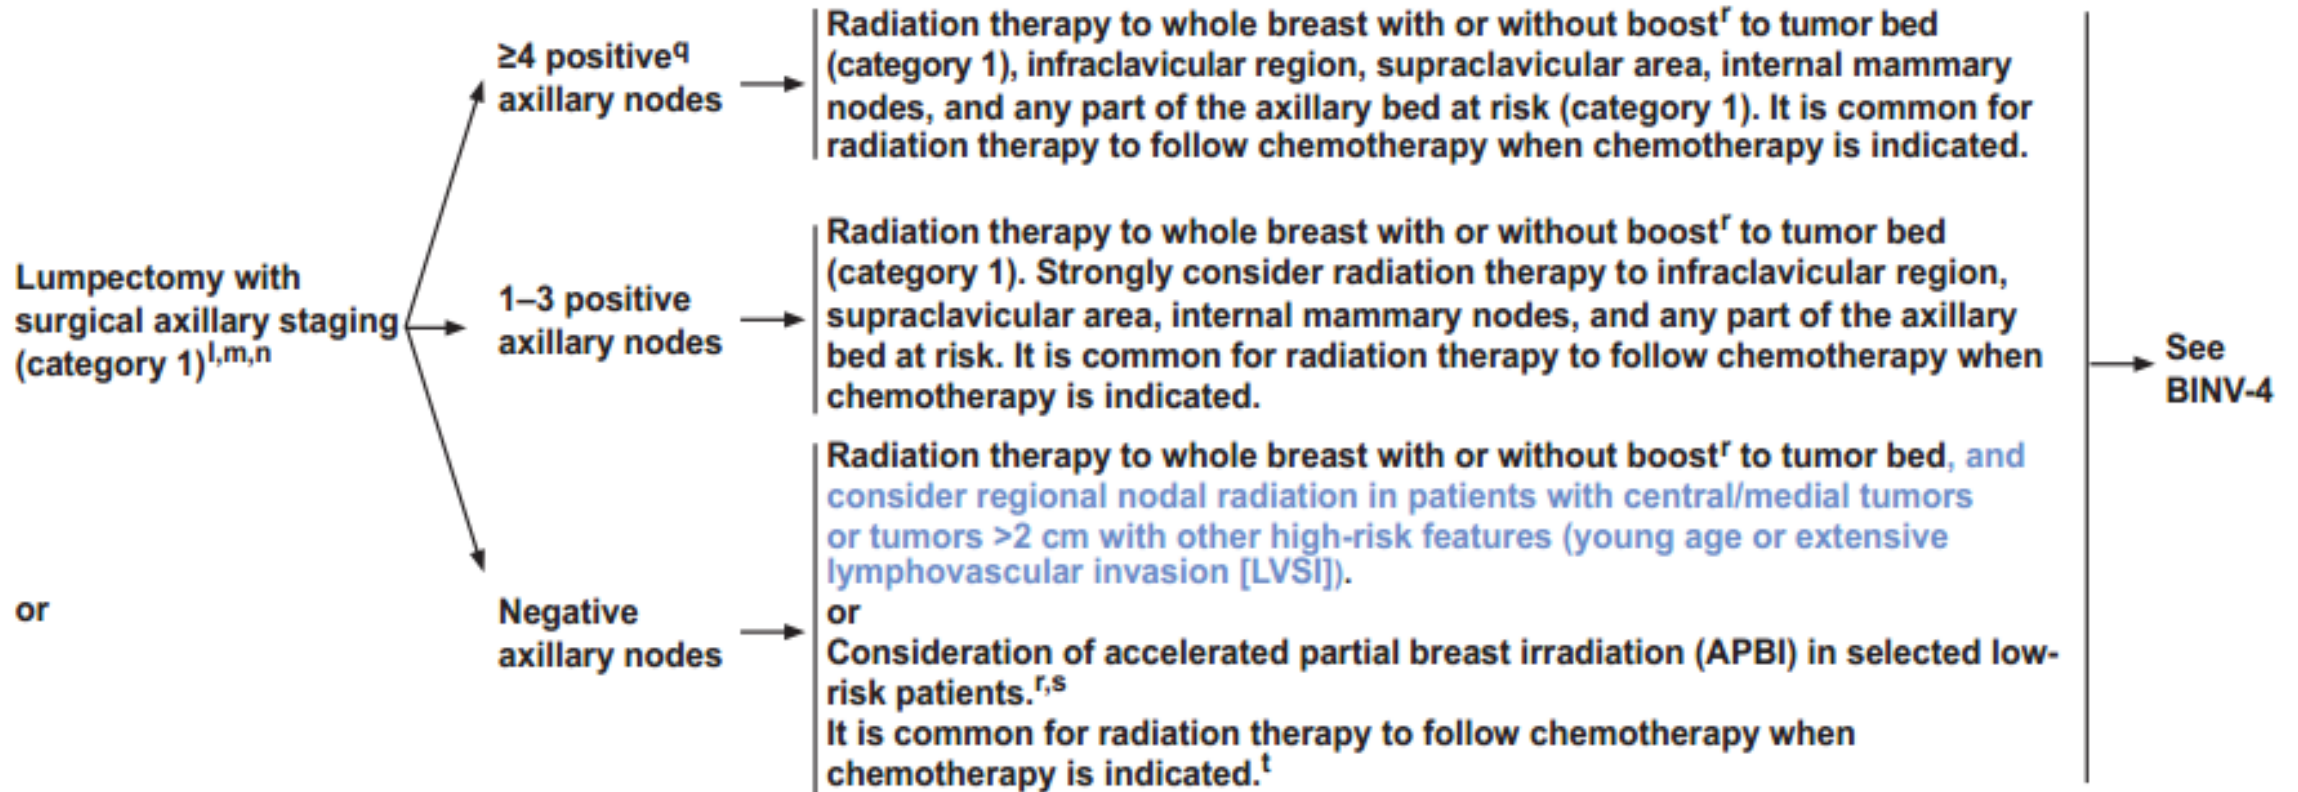 Lumpectomy with
surgical axillary staging
(category 1)l,m,n
or
≥4 positiveq
axillary nodes
Radiation therapy to whole breast with or without boostr to tumor bed
(category 1), infraclavicular region, supraclavicular area, internal mammary
nodes, and any part of the axillary bed at risk (category 1). It is common for
radiation therapy to follow chemotherapy when chemotherapy is indicated.
1–3 positive
axillary nodes
Radiation therapy to whole breast with or without boostr to tumor bed
(category 1). Strongly consider radiation therapy to infraclavicular region,
supraclavicular area, internal mammary nodes, and any part of the axillary
bed at risk. It is common for radiation therapy to follow chemotherapy when
chemotherapy is indicated.
Negative
axillary nodes
Radiation therapy to whole breast with or without boostr to tumor bed, and
consider regional nodal radiation in patients with central/medial tumors
or tumors >2 cm with other high-risk features (young age or extensive
lymphovascular invasion [LVSI]).
or
Consideration of accelerated partial breast irradiation (APBI) in selected low-
risk patients.r,s
It is common for radiation therapy to follow chemotherapy when
chemotherapy is indicated.t
See
BINV-4